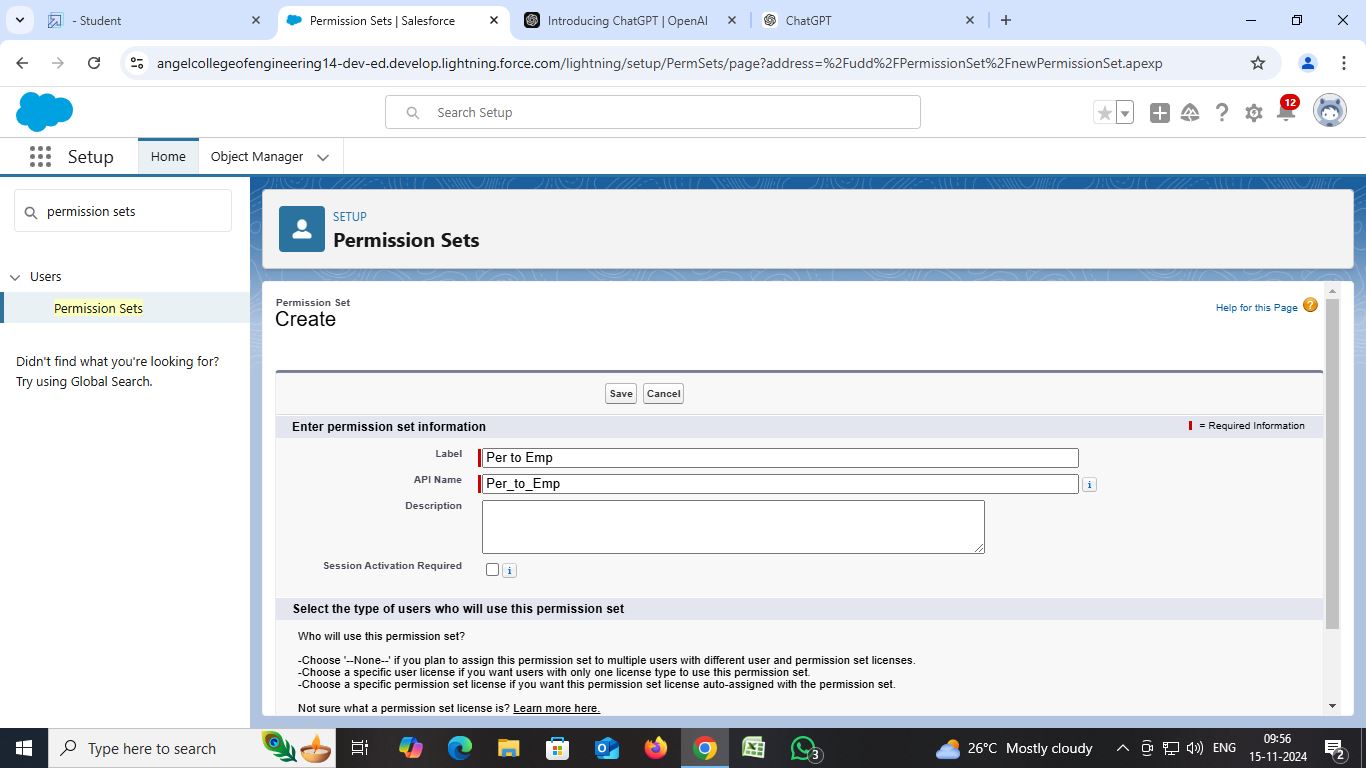 - Student
Permission Sets | Salesforce
Introducing ChatGPT | OpenAI
ChatGPT
angelcollegeofengineering14-dev-ed.develop.lightning.force.com/lightning/setup/PermSets/page?address=%2Fudd%2FPermissionSet%2FnewPermissionSet.apexp
Search Setup
12
Setup
Home
Object Manager
permission sets
Users
Permission Sets
Didn't find what you're looking for?
Try using Global Search.
SETUP
Permission Sets
Permission Set
Create
Help for this Page
Save
Cancel
Enter permission set information
= Required Information
Label
Per to Emp
API Name
Per_to_Emp
Description
Session Activation Required
Select the type of users who will use this permission set
Who will use this permission set?
-Choose '--None--' if you plan to assign this permission set to multiple users with different user and permission set licenses.
-Choose a specific user license if you want users with only one license type to use this permission set.
-Choose a specific permission set license if you want this permission set license auto-assigned with the permission set.
Not sure what a permission set license is? Learn more here.
Type here to search
3
26°C Mostly cloudy
ENG
09:56
15-11-2024
2